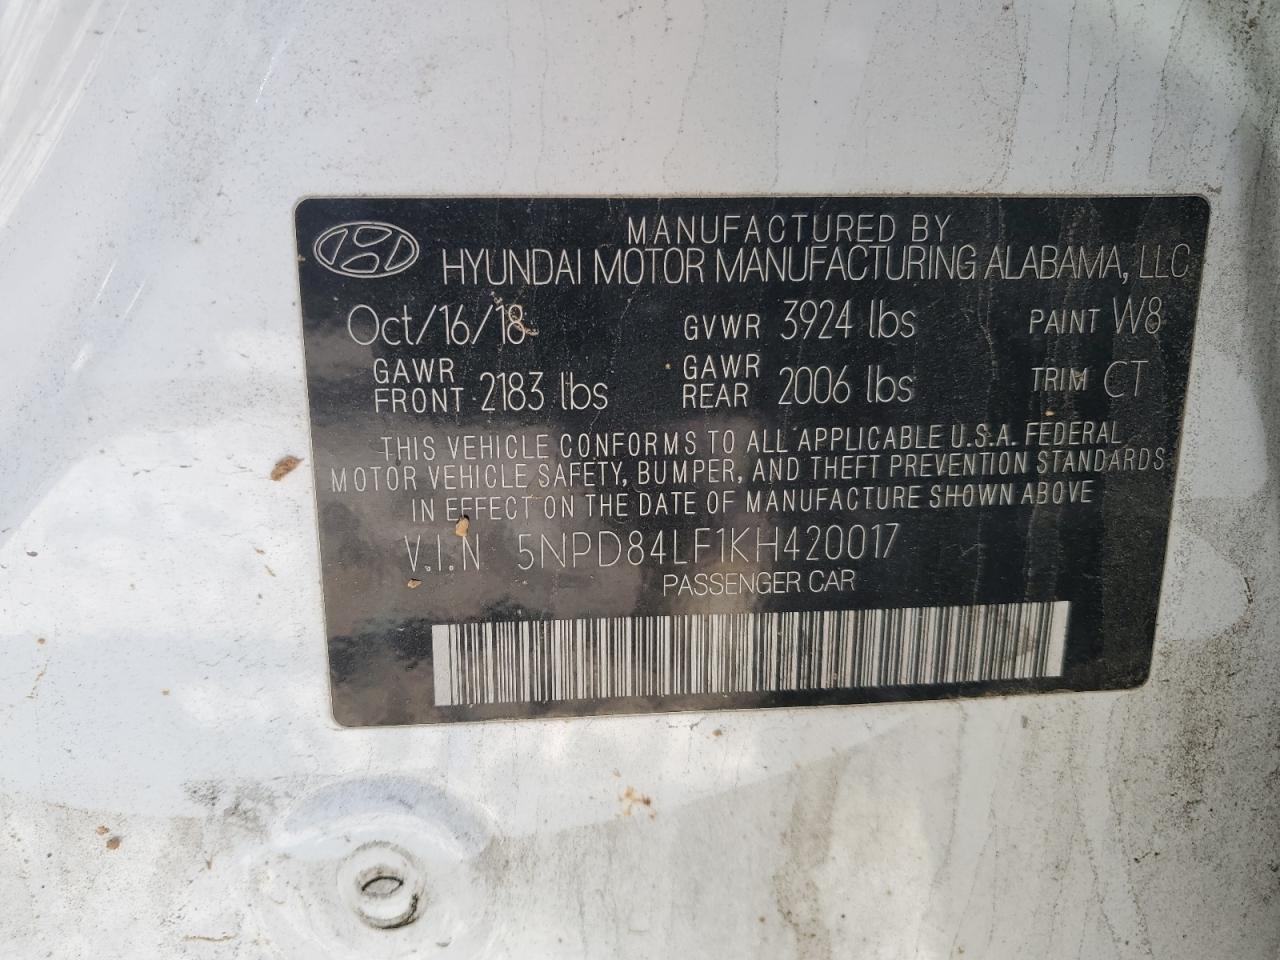 MANUFACTURED BY
HYUNDAI MOTOR MANUFACTURING ALABAMA, LLC
Oct/16/18 GVWR 3924 lbs PAINT W8
GAWR FRONT 2183 lbs GAWR REAR 2006 lbs TRIM CT
THIS VEHICLE CONFORMS TO ALL APPLICABLE U.S.A. FEDERAL
MOTOR VEHICLE SAFETY, BUMPER, AND THEFT PREVENTION STANDARDS
IN EFFECT ON THE DATE OF MANUFACTURE SHOWN ABOVE
V.I.N 5NPD84LF1KH420017
PASSENGER CAR